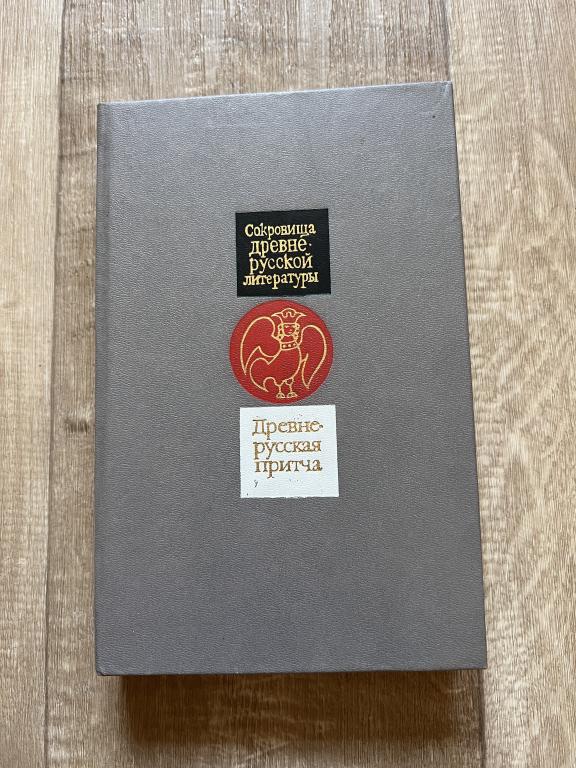 Сокровища
древне-
русской
литературы
Древне-
русская
притча